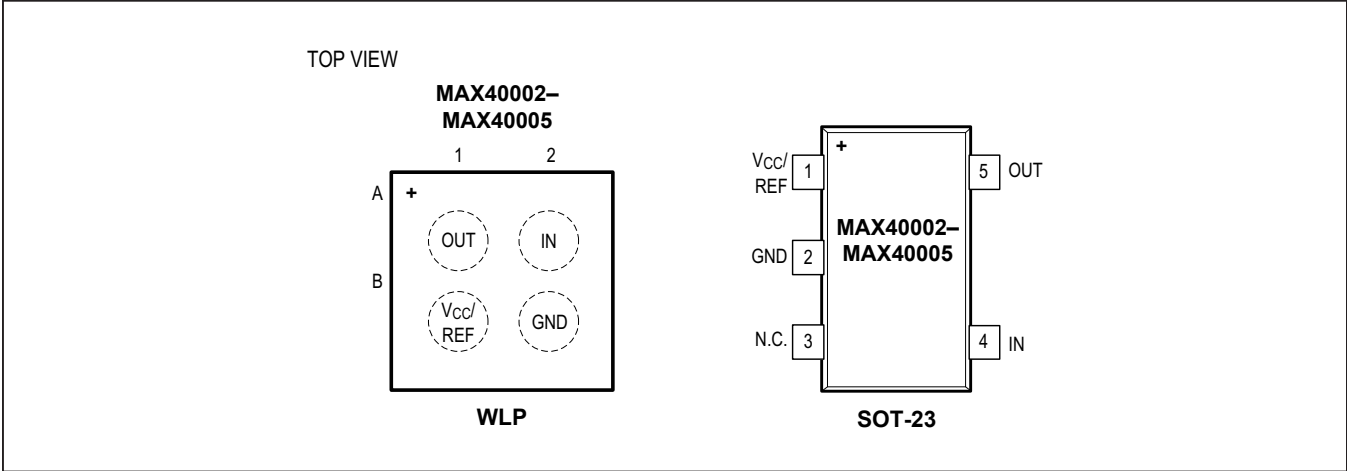 TOP VIEW
MAX40002–
MAX40005
1 2
A +
OUT IN
B
VCC/
REF
GND
WLP
+
VCC/
REF
1
5 OUT
MAX40002–
MAX40005
GND 2
N.C. 3
4 IN
SOT-23